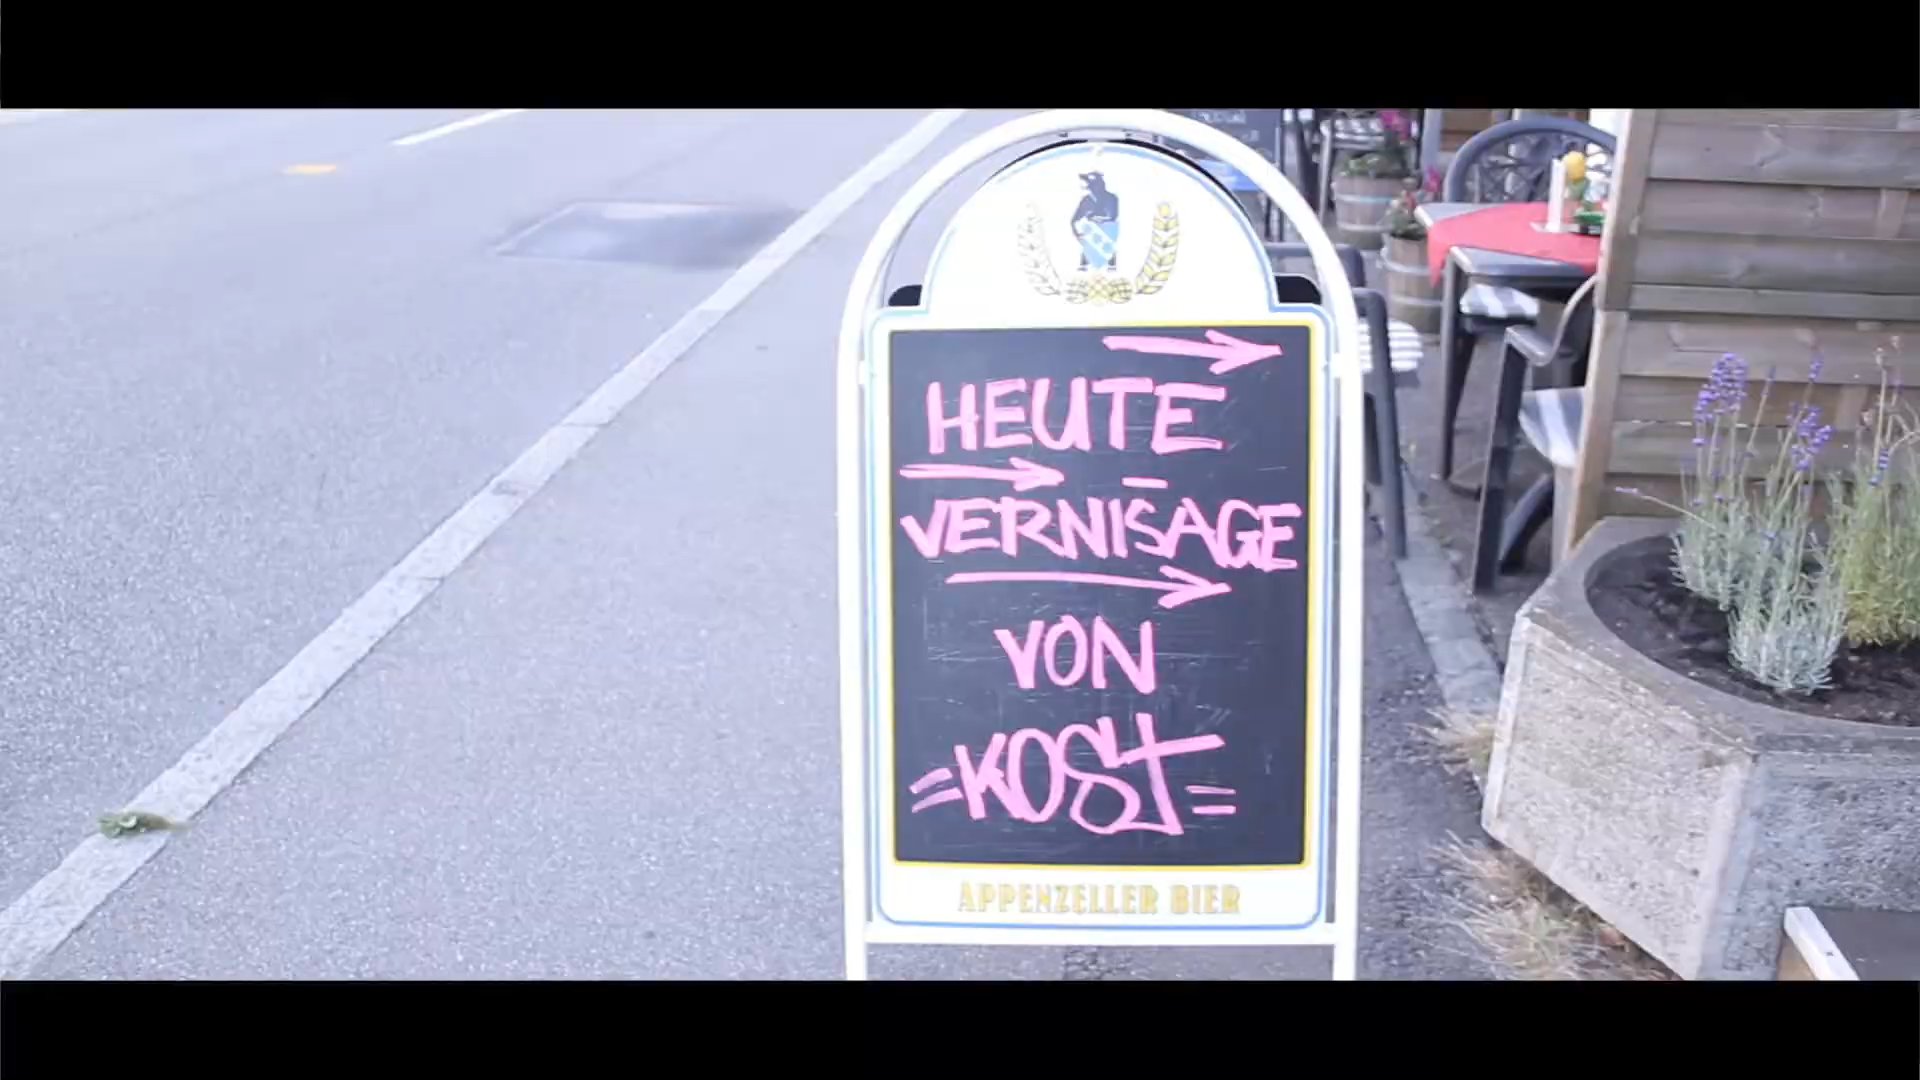 HEUTE
VERNISAGE
VON
=KOST=
APPENZELLER BIER